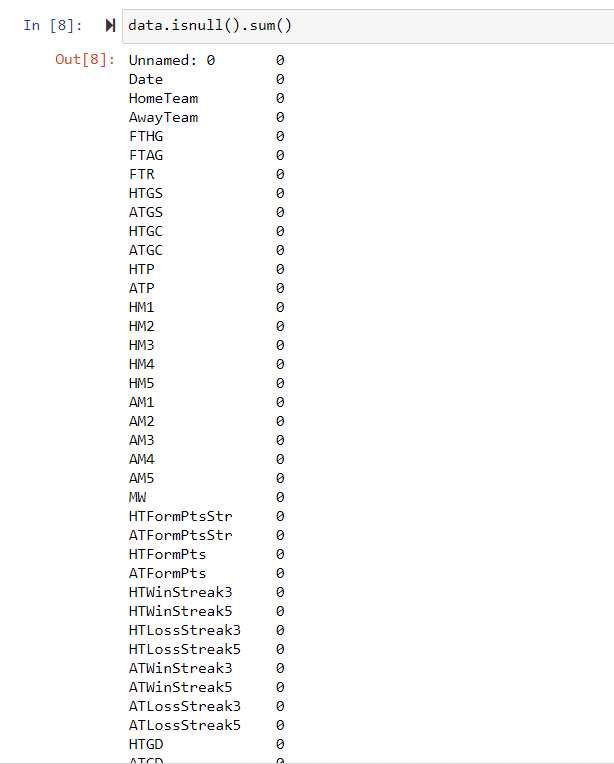 In [8]: data.isnull().sum()
Out[8]: Unnamed: 0 0
Date 0
HomeTeam 0
AwayTeam 0
FTHG 0
FTAG 0
FTR 0
HTGS 0
ATGS 0
HTGC 0
ATGC 0
HTP 0
ATP 0
HM1 0
HM2 0
HM3 0
HM4 0
HM5 0
AM1 0
AM2 0
AM3 0
AM4 0
AM5 0
MW 0
HTFormPtsStr 0
ATFormPtsStr 0
HTFormPts 0
ATFormPts 0
HTWinStreak3 0
HTWinStreak5 0
HTLossStreak3 0
HTLossStreak5 0
ATWinStreak3 0
ATWinStreak5 0
ATLossStreak3 0
ATLossStreak5 0
HTGD 0
ATGD 0